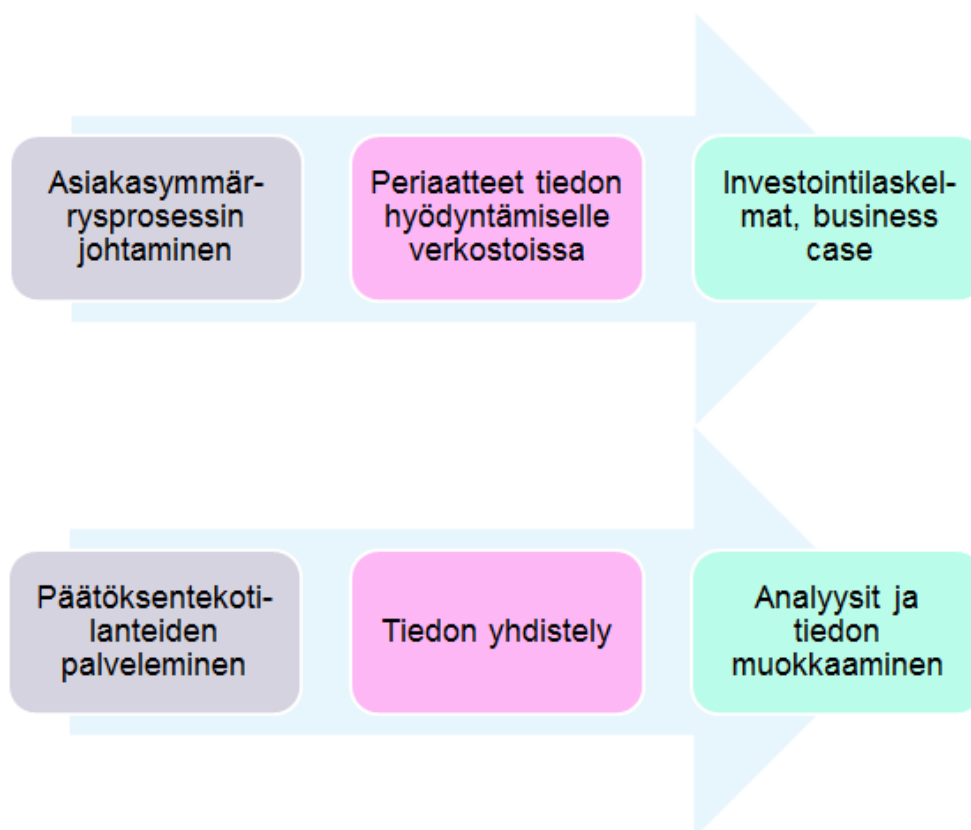 Asiakasymmär-
rysprosessin
johtaminen
Periaatteet tiedon
hyödyntämiselle
verkostoissa
Investointilaskel-
mat, business
case
Päätöksentekoti-
lanteiden
palveleminen
Tiedon yhdistely
Analyysit ja
tiedon
muokkaaminen